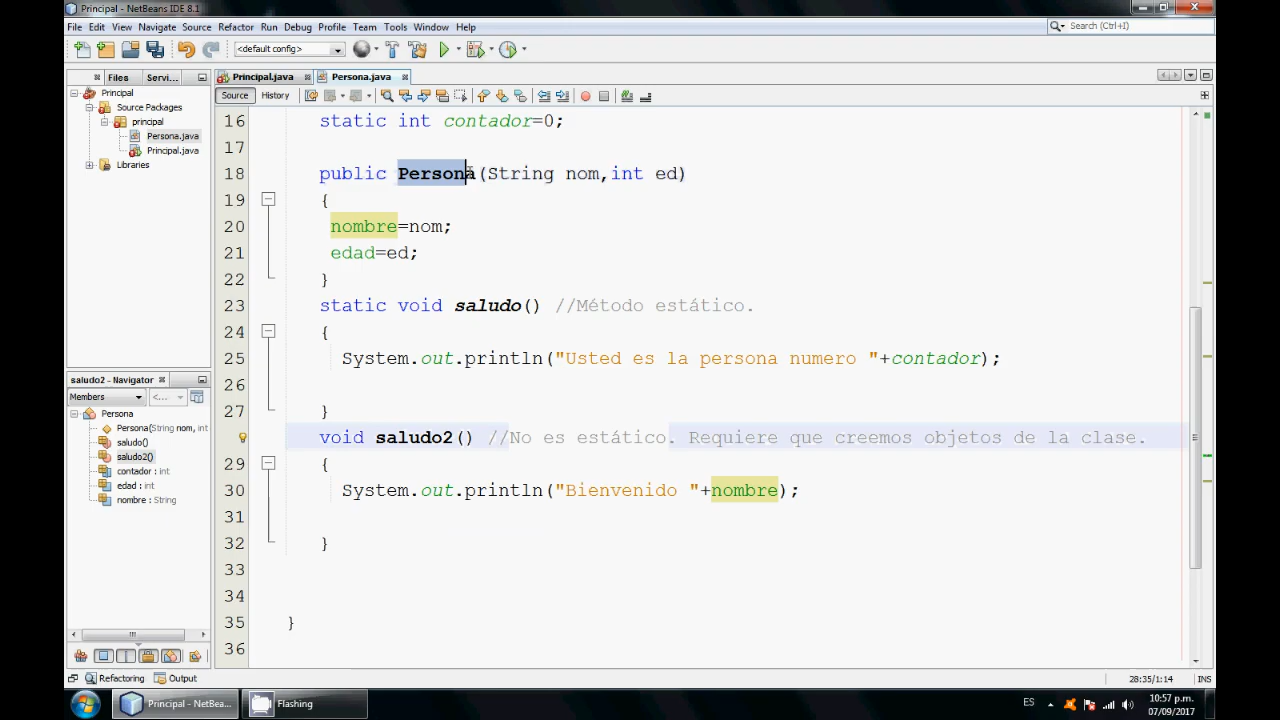 Principal - NetBeans IDE 8.1
File Edit View Navigate Source Refactor Run Debug Profile Team Tools Window Help
Search (Ctrl+I)
<default config>
Files Servi...
Principal.java Persona.java
Source History
Principal
Source Packages
principal
Persona.java
Principal.java
Libraries
16 static int contador=0;
17
18 public Persona(String nom,int ed)
19 {
20 nombre=nom;
21 edad=ed;
22 }
23 static void saludo() //Método estático.
24 {
25 System.out.println("Usted es la persona numero "+contador);
26
27 }
void saludo2() //No es estático. Requiere que creemos objetos de la clase.
29 {
30 System.out.println("Bienvenido "+nombre);
31
32 }
33
34
35 }
36
saludo2 - Navigator
Members <...
Persona
Persona(String nom, int
saludo()
saludo2()
contador : int
edad : int
nombre : String
Refactoring Output
28:35/1:14 INS
Principal - NetBea... Flashing
ES
10:57 p.m.
07/09/2017